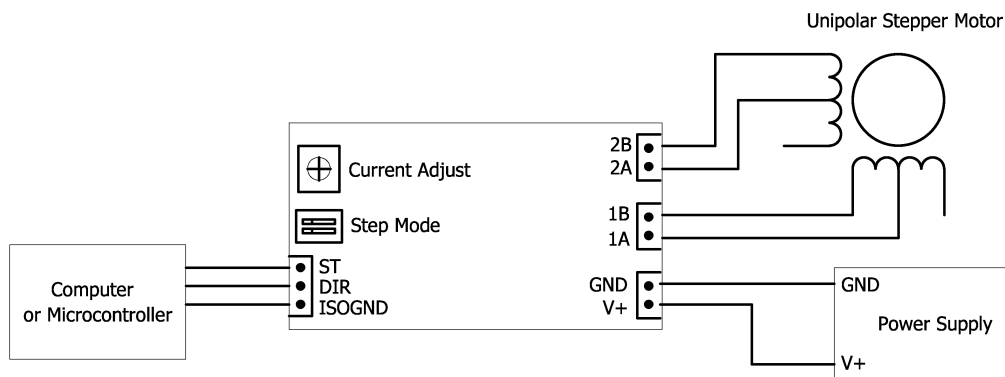 Unipolar Stepper Motor
2B
2A
Current Adjust
1B
1A
Step Mode
ST
DIR
ISOGND
GND
V+
Computer
or Microcontroller
GND
Power Supply
V+